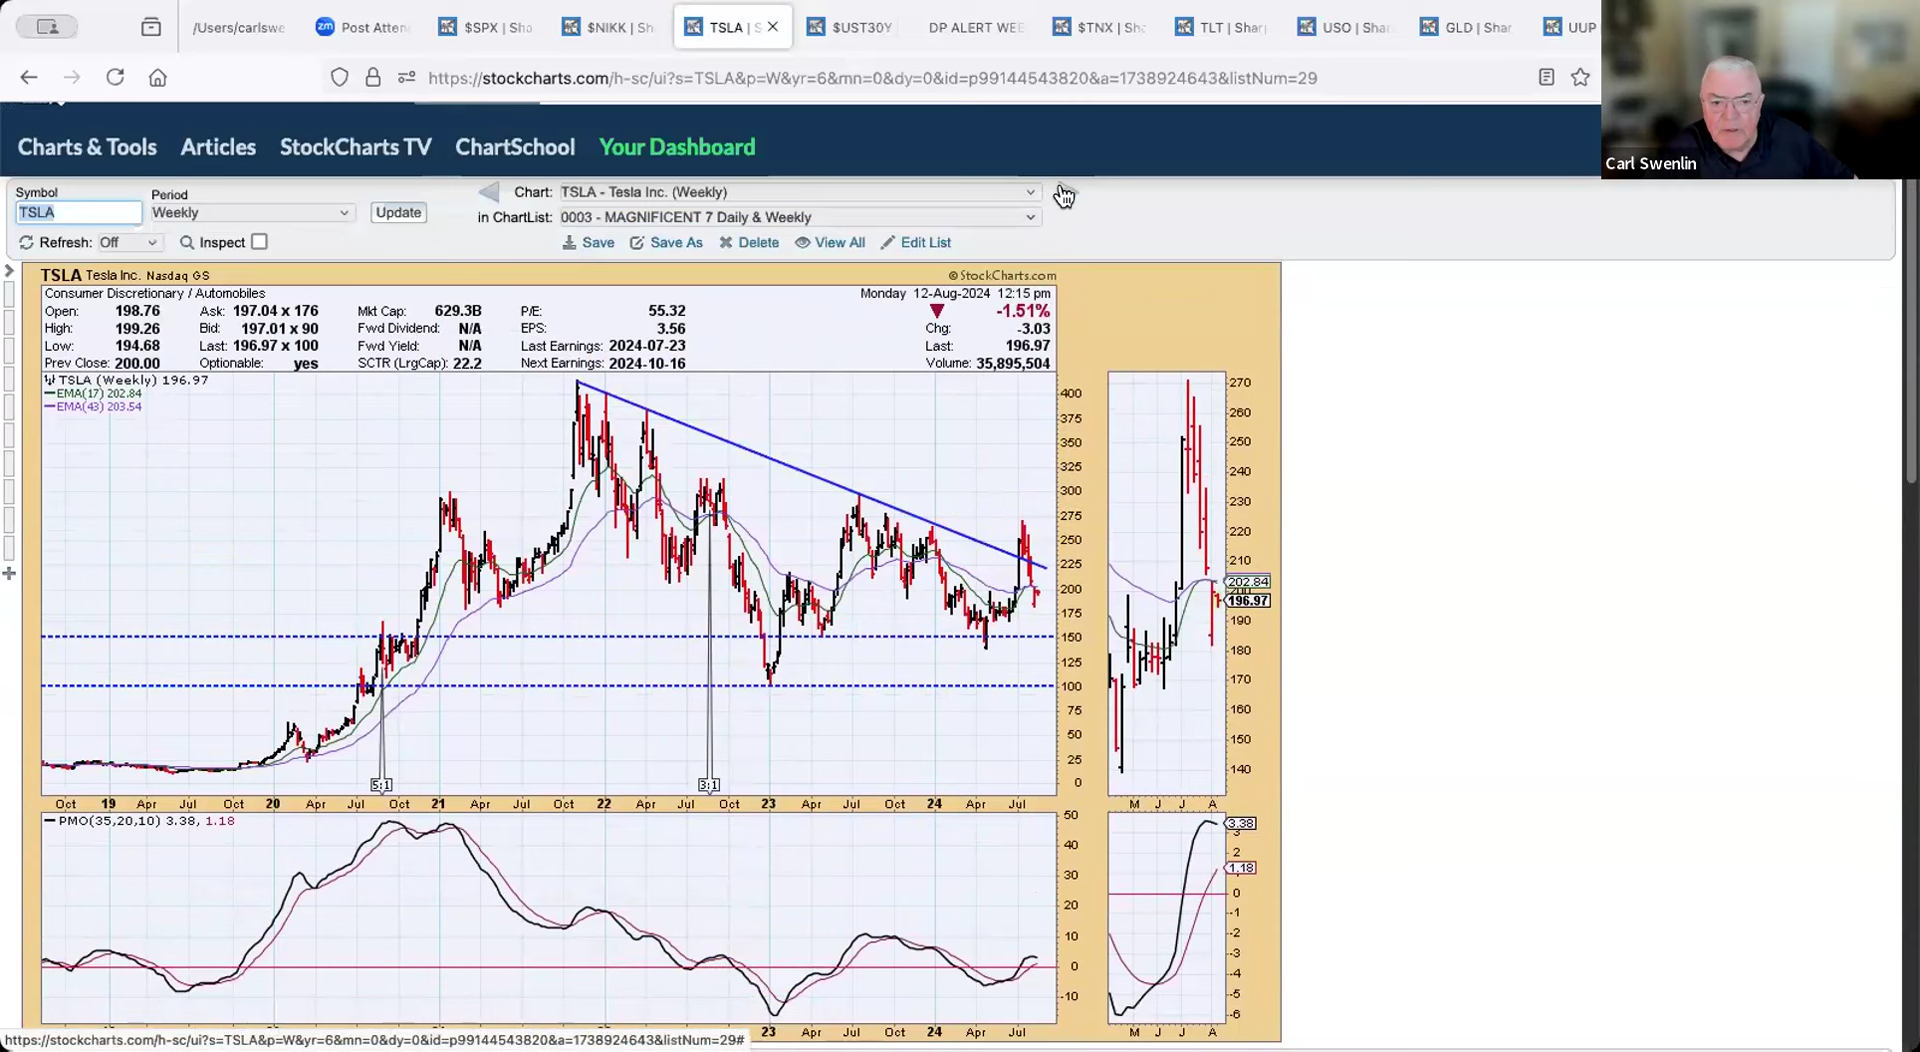 /Users/carlswe
Post Atten
$SPX | Sha
$NIKK | Sh
TSLA | S
$UST30Y
DP ALERT WEE
$TNX | Sha
TLT | Shar
USO | Shar
GLD | Shar
UUP
https://stockcharts.com/h-sc/ui?s=TSLA&p=W&yr=6&mn=0&dy=0&id=p99144543820&a=1738924643&listNum=29
Carl Swenlin
Charts & Tools Articles StockCharts TV ChartSchool Your Dashboard
Symbol Period Chart: TSLA - Tesla Inc. (Weekly)
TSLA Weekly Update in ChartList: 0003 - MAGNIFICENT 7 Daily & Weekly
Refresh: Off Inspect Save Save As Delete View All Edit List
TSLA Tesla Inc. Nasdaq GS © StockCharts.com
Consumer Discretionary / Automobiles Monday 12-Aug-2024 12:15 pm
Open: 198.76 Ask: 197.04 x 176 Mkt Cap: 629.3B P/E: 55.32 -1.51%
High: 199.26 Bid: 197.01 x 90 Fwd Dividend: N/A EPS: 3.56 Chg: -3.03
Low: 194.68 Last: 196.97 x 100 Fwd Yield: N/A Last Earnings: 2024-07-23 Last: 196.97
Prev Close: 200.00 Optionable: yes SCTR (LrgCap): 22.2 Next Earnings: 2024-10-16 Volume: 35,895,504
TSLA (Weekly) 196.97
EMA(17) 202.84
EMA(43) 203.54
400
375
350
325
300
275
250
225
200
175
150
125
100
75
50
25
0
270
260
250
240
230
220
210
202.84
196.97
190
180
170
160
150
140
5:1 3:1
Oct 19 Apr Jul Oct 20 Apr Jul Oct 21 Apr Jul Oct 22 Apr Jul Oct 23 Apr Jul Oct 24 Apr Jul
M J J A
PMO(35,20,10) 3.38, 1.18
50
40
30
20
10
0
-10
3.38
3
2
1.18
0
-1
-2
-3
-4
-5
-6
23 Apr Jul Oct 24 Apr Jul
M J J A
https://stockcharts.com/h-sc/ui?s=TSLA&p=W&yr=6&mn=0&dy=0&id=p99144543820&a=1738924643&listNum=29#